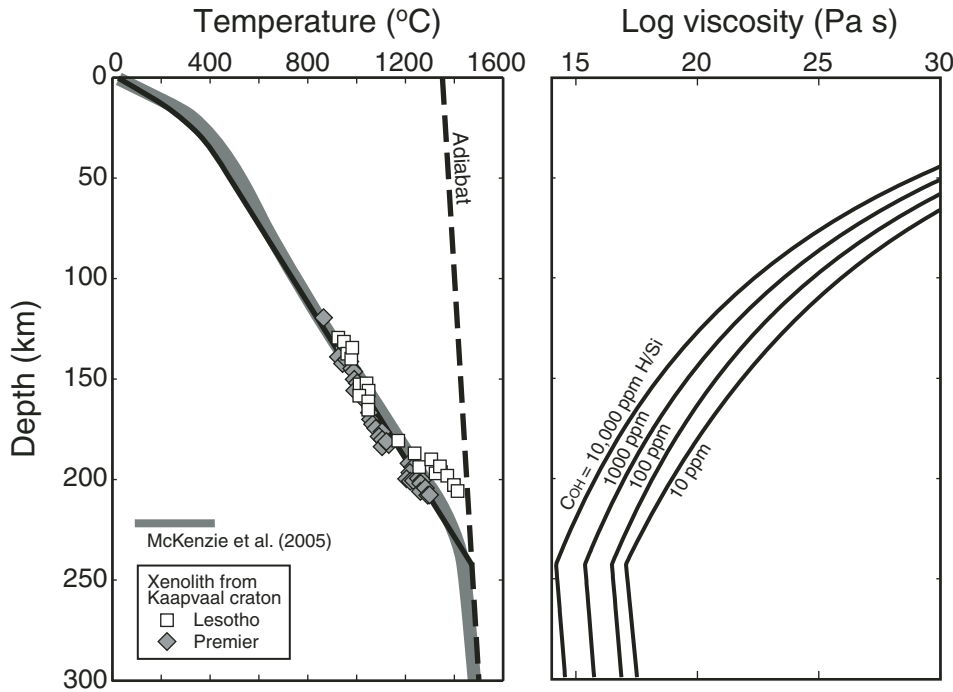 Temperature (°C)
0 400 800 1200 1600
Depth (km)
0
50
100
150
200
250
300
Adiabat
McKenzie et al. (2005)
Xenolith from
Kaapvaal craton
Lesotho
Premier
Log viscosity (Pa s)
15 20 25 30
COH = 10,000 ppm H/Si
1000 ppm
100 ppm
10 ppm